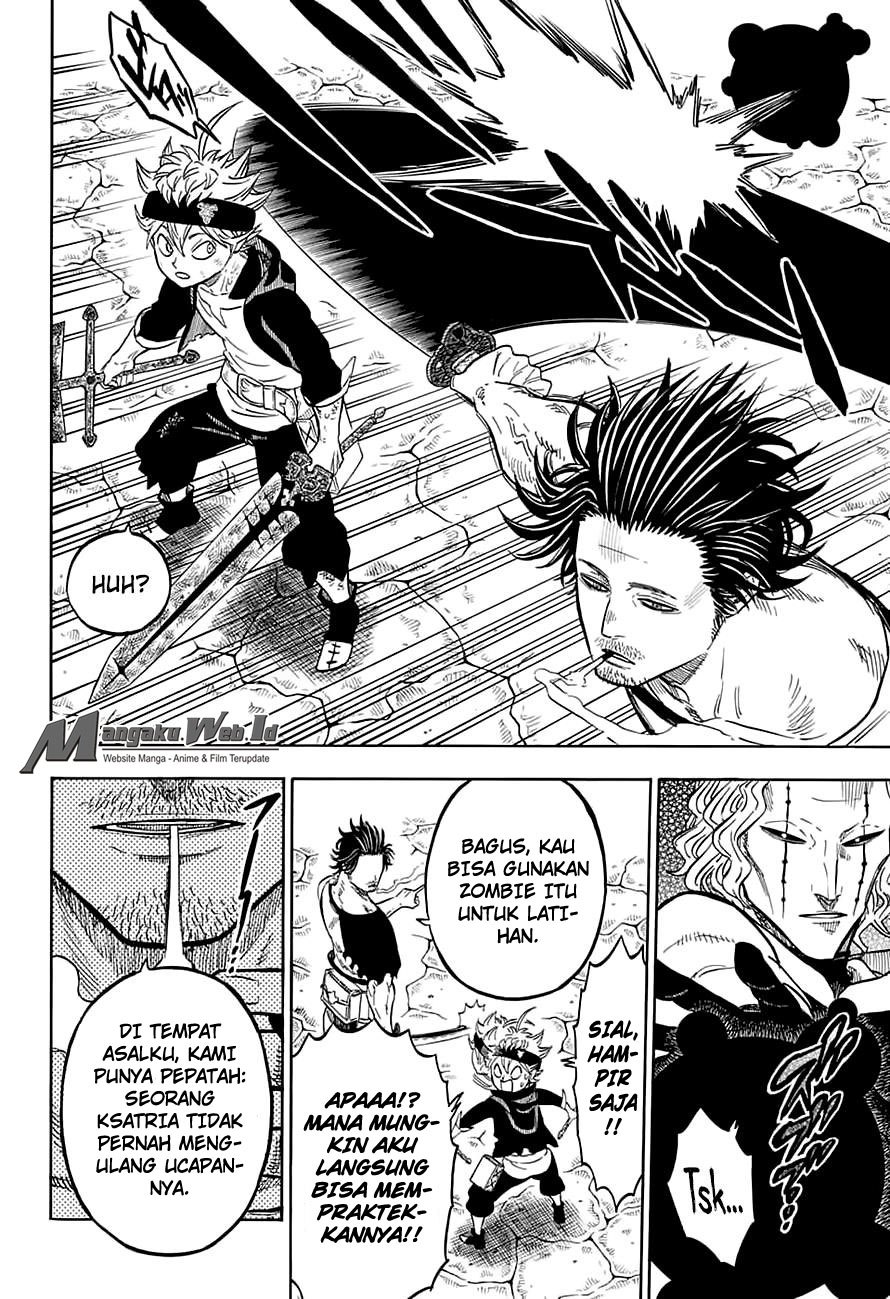 HUH?
Mangaku.Web.Id
Website Manga - Anime & Film Terupdate
Tsk...
SIAL,
HAM-
PIR
SAJA
!!
BAGUS, KAU
BISA GUNAKAN
ZOMBIE ITU
UNTUK LATI-
HAN.
APAAA!?
MANA MUNG-
KIN AKU
LANGSUNG
BISA MEM-
PRAKTEK-
KANNYA!!
DI TEMPAT
ASALKU, KAMI
PUNYA PEPATAH:
SEORANG
KSATRIA TIDAK
PERNAH MENG-
ULANG UCAPAN-
NYA.